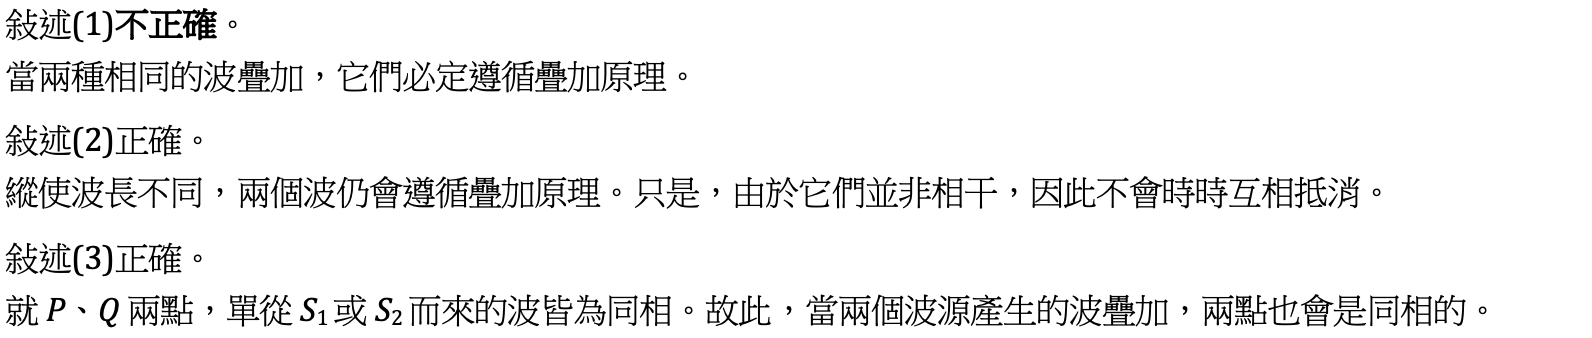 敍述(1)不正確。
當兩種相同的波疊加，它們必定遵循疊加原理。
敍述(2)正確。
縱使波長不同，兩個波仍會遵循疊加原理。只是，由於它們並非相干，因此不會時時互相抵消。
敍述(3)正確。
就 P、Q 兩點，單從 S₁ 或 S₂ 而來的波皆為同相。故此，當兩個波源產生的波疊加，兩點也會是同相的。